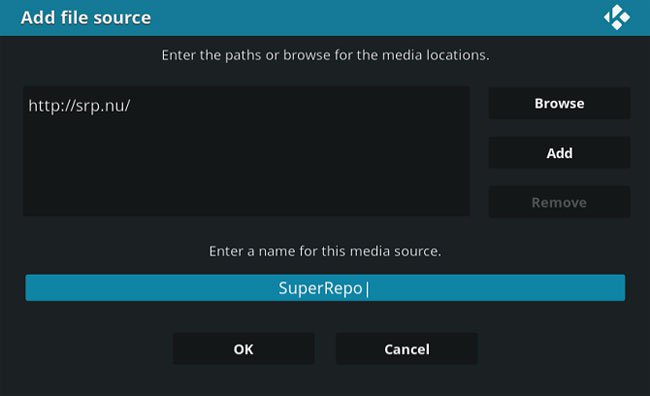 Add file source
Enter the paths or browse for the media locations.
http://srp.nu/
Browse
Add
Remove
Enter a name for this media source.
SuperRepo|
OK
Cancel